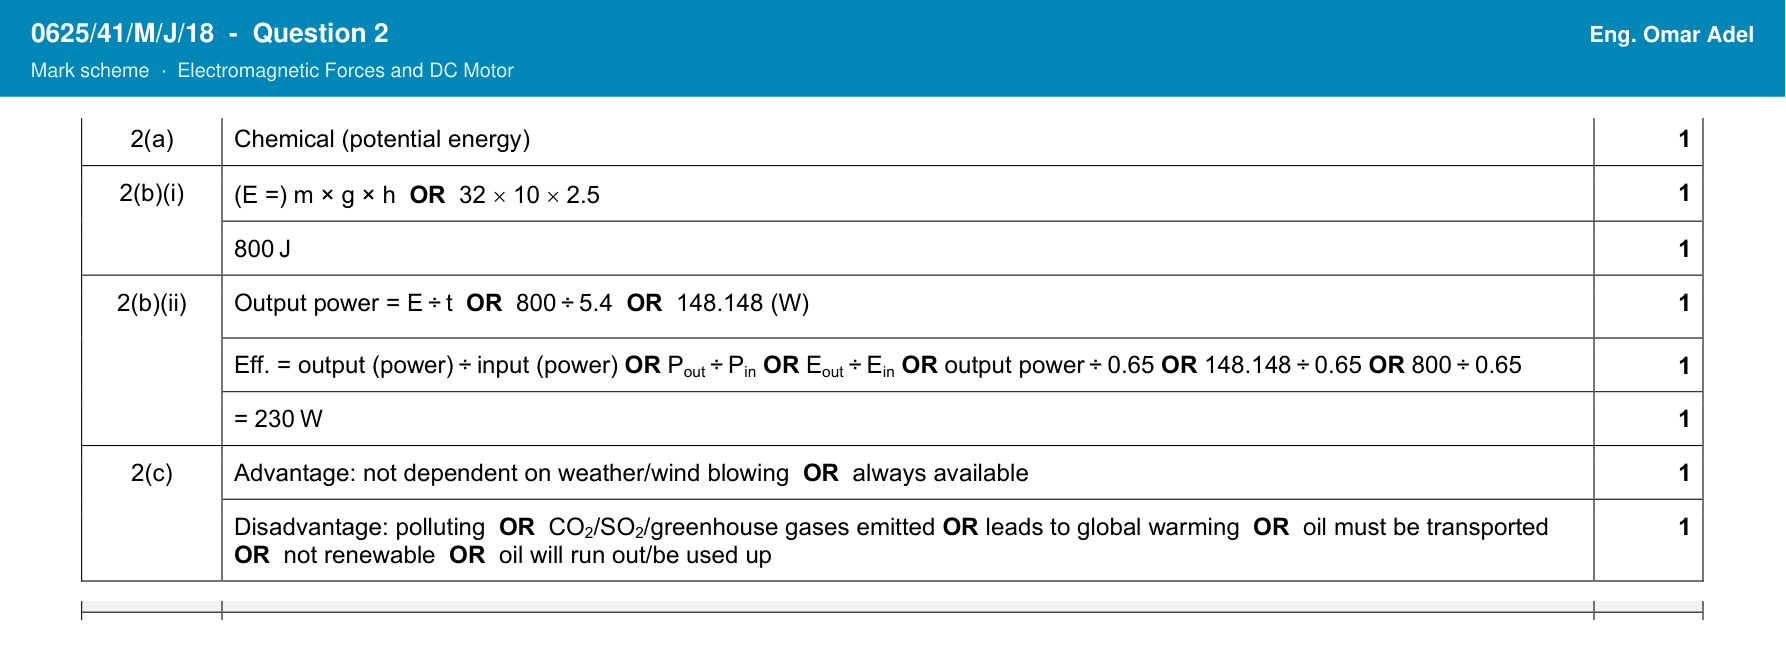 0625/41/M/J/18 - Question 2
Eng. Omar Adel
Mark scheme · Electromagnetic Forces and DC Motor
2(a) Chemical (potential energy) 1
2(b)(i) (E =) m × g × h OR 32 × 10 × 2.5 1
800 J 1
2(b)(ii) Output power = E ÷ t OR 800 ÷ 5.4 OR 148.148 (W) 1
Eff. = output (power) ÷ input (power) OR Pout ÷ Pin OR Eout ÷ Ein OR output power ÷ 0.65 OR 148.148 ÷ 0.65 OR 800 ÷ 0.65 1
= 230 W 1
2(c) Advantage: not dependent on weather/wind blowing OR always available 1
Disadvantage: polluting OR CO2/SO2/greenhouse gases emitted OR leads to global warming OR oil must be transported 1
OR not renewable OR oil will run out/be used up